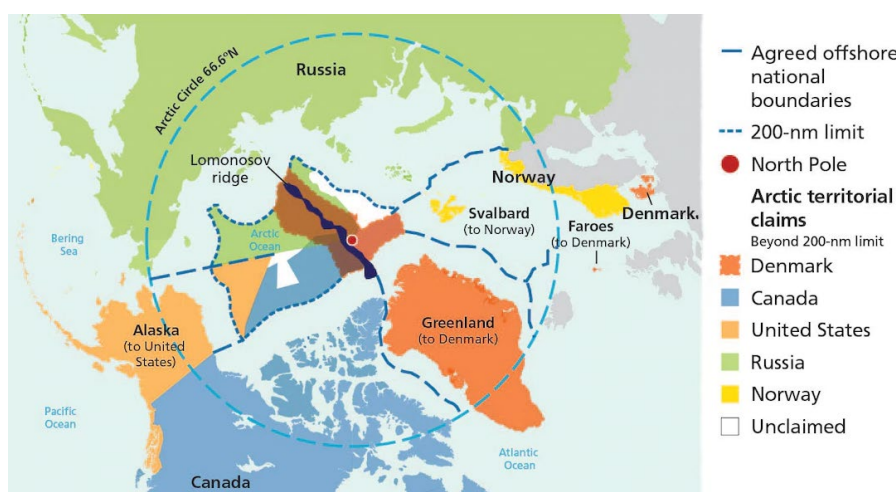 Arctic Circle 66.6ºN
Russia
Lomonosov
ridge
Norway
Svalbard
(to Norway)
Faroes
(to Denmark)
Denmark.
Arctic
Ocean
Bering
Sea
Alaska
(to United
States)
Greenland
(to Denmark)
Pacific
Ocean
Atlantic
Ocean
Canada
Agreed offshore
national
boundaries
200-nm limit
North Pole
Arctic territorial
claims
Beyond 200-nm limit
Denmark
Canada
United States
Russia
Norway
Unclaimed